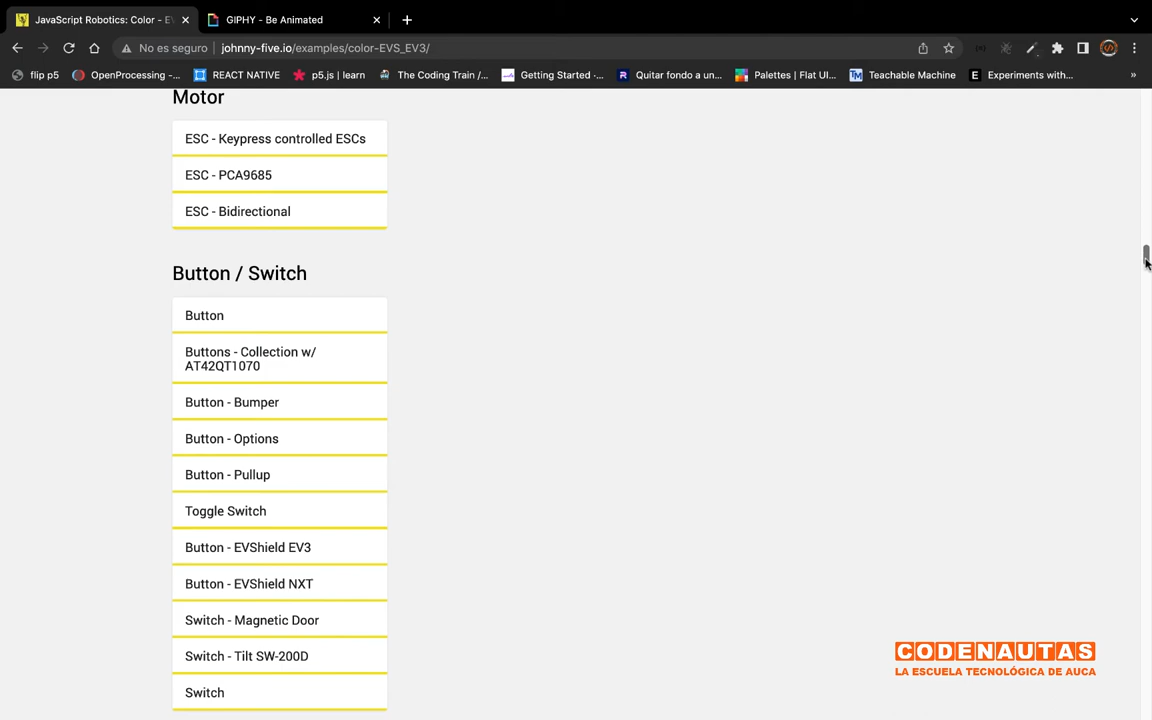 JavaScript Robotics: Color - EV
GIPHY - Be Animated
No es seguro
johnny-five.io/examples/color-EVS_EV3/
flip p5
OpenProcessing -...
REACT NATIVE
p5.js | learn
The Coding Train /...
Getting Started -...
Quitar fondo a un...
Palettes | Flat UI...
Teachable Machine
Experiments with...
»
Motor
ESC - Keypress controlled ESCs
ESC - PCA9685
ESC - Bidirectional
Button / Switch
Button
Buttons - Collection w/
AT42QT1070
Button - Bumper
Button - Options
Button - Pullup
Toggle Switch
Button - EVShield EV3
Button - EVShield NXT
Switch - Magnetic Door
Switch - Tilt SW-200D
Switch
CODENAUTAS
LA ESCUELA TECNOLÓGICA DE AUCA